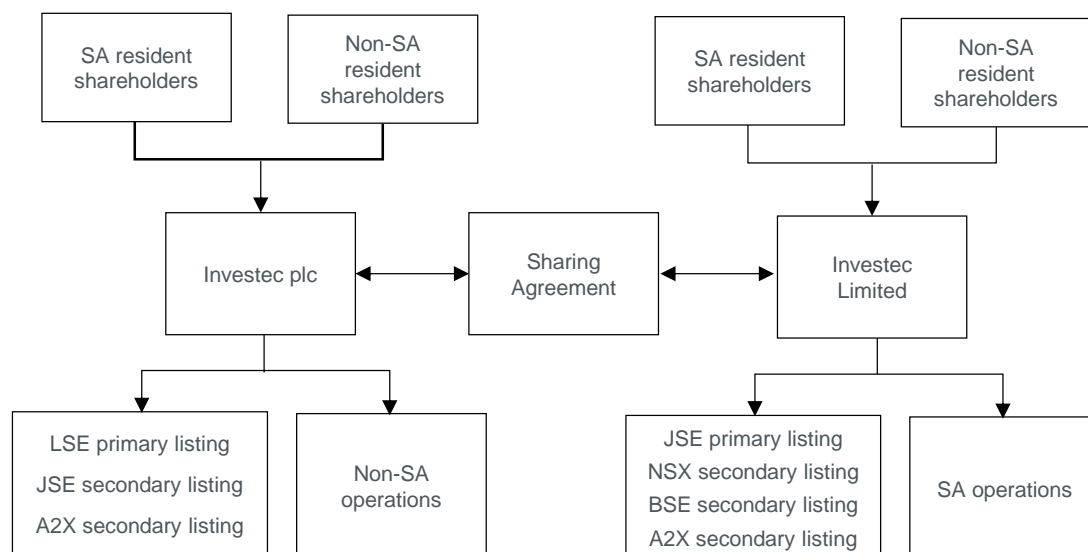 SA resident
shareholders
Non-SA
resident
shareholders
SA resident
shareholders
Non-SA
resident
shareholders
Investec plc
Sharing
Agreement
Investec
Limited
LSE primary listing
JSE secondary listing
A2X secondary listing
Non-SA
operations
JSE primary listing
NSX secondary listing
BSE secondary listing
A2X secondary listing
SA operations